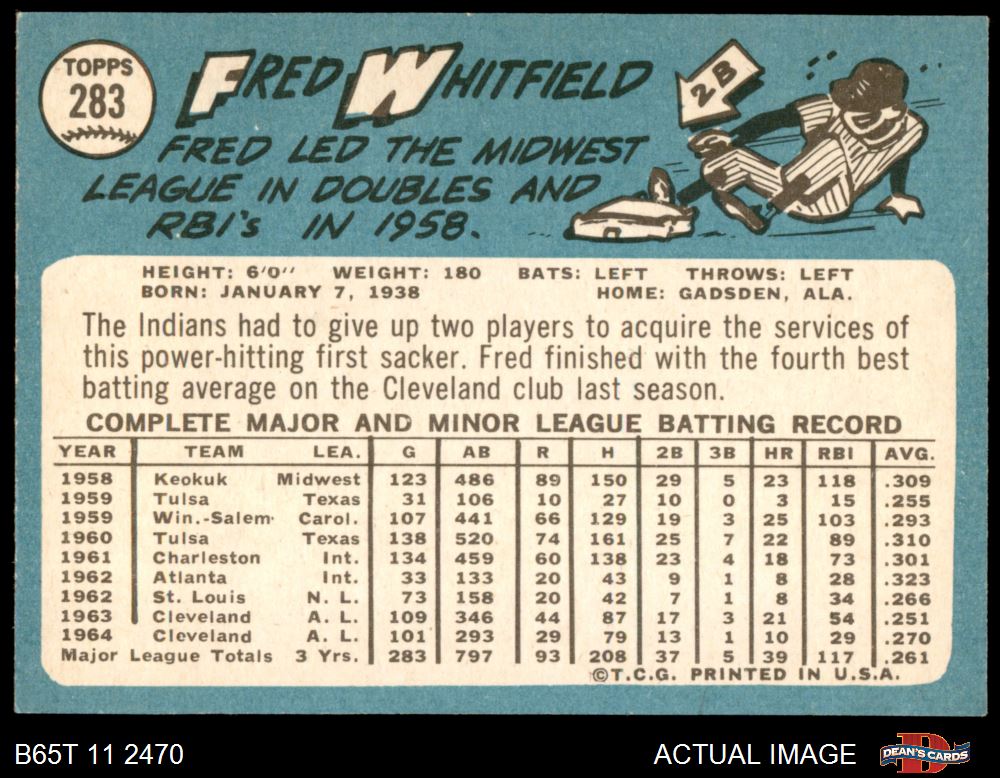 TOPPS
283
FRED WHITFIELD
2B
FRED LED THE MIDWEST
LEAGUE IN DOUBLES AND
RBI's IN 1958.
HEIGHT: 6'0" WEIGHT: 180 BATS: LEFT THROWS: LEFT
BORN: JANUARY 7, 1938 HOME: GADSDEN, ALA.
The Indians had to give up two players to acquire the services of
this power-hitting first sacker. Fred finished with the fourth best
batting average on the Cleveland club last season.
COMPLETE MAJOR AND MINOR LEAGUE BATTING RECORD
YEAR TEAM LEA. G AB R H 2B 3B HR RBI AVG.
1958 Keokuk Midwest 123 486 89 150 29 5 23 118 .309
1959 Tulsa Texas 31 106 10 27 10 0 3 15 .255
1959 Win.-Salem Carol. 107 441 66 129 19 3 25 103 .293
1960 Tulsa Texas 138 520 74 161 25 7 22 89 .310
1961 Charleston Int. 134 459 60 138 23 4 18 73 .301
1962 Atlanta Int. 33 133 20 43 9 1 8 28 .323
1962 St. Louis N. L. 73 158 20 42 7 1 8 34 .266
1963 Cleveland A. L. 109 346 44 87 17 3 21 54 .251
1964 Cleveland A. L. 101 293 29 79 13 1 10 29 .270
Major League Totals 3 Yrs. 283 797 93 208 37 5 39 117 .261
©T.C.G. PRINTED IN U.S.A.
B65T 11 2470 ACTUAL IMAGE DEAN'S CARDS